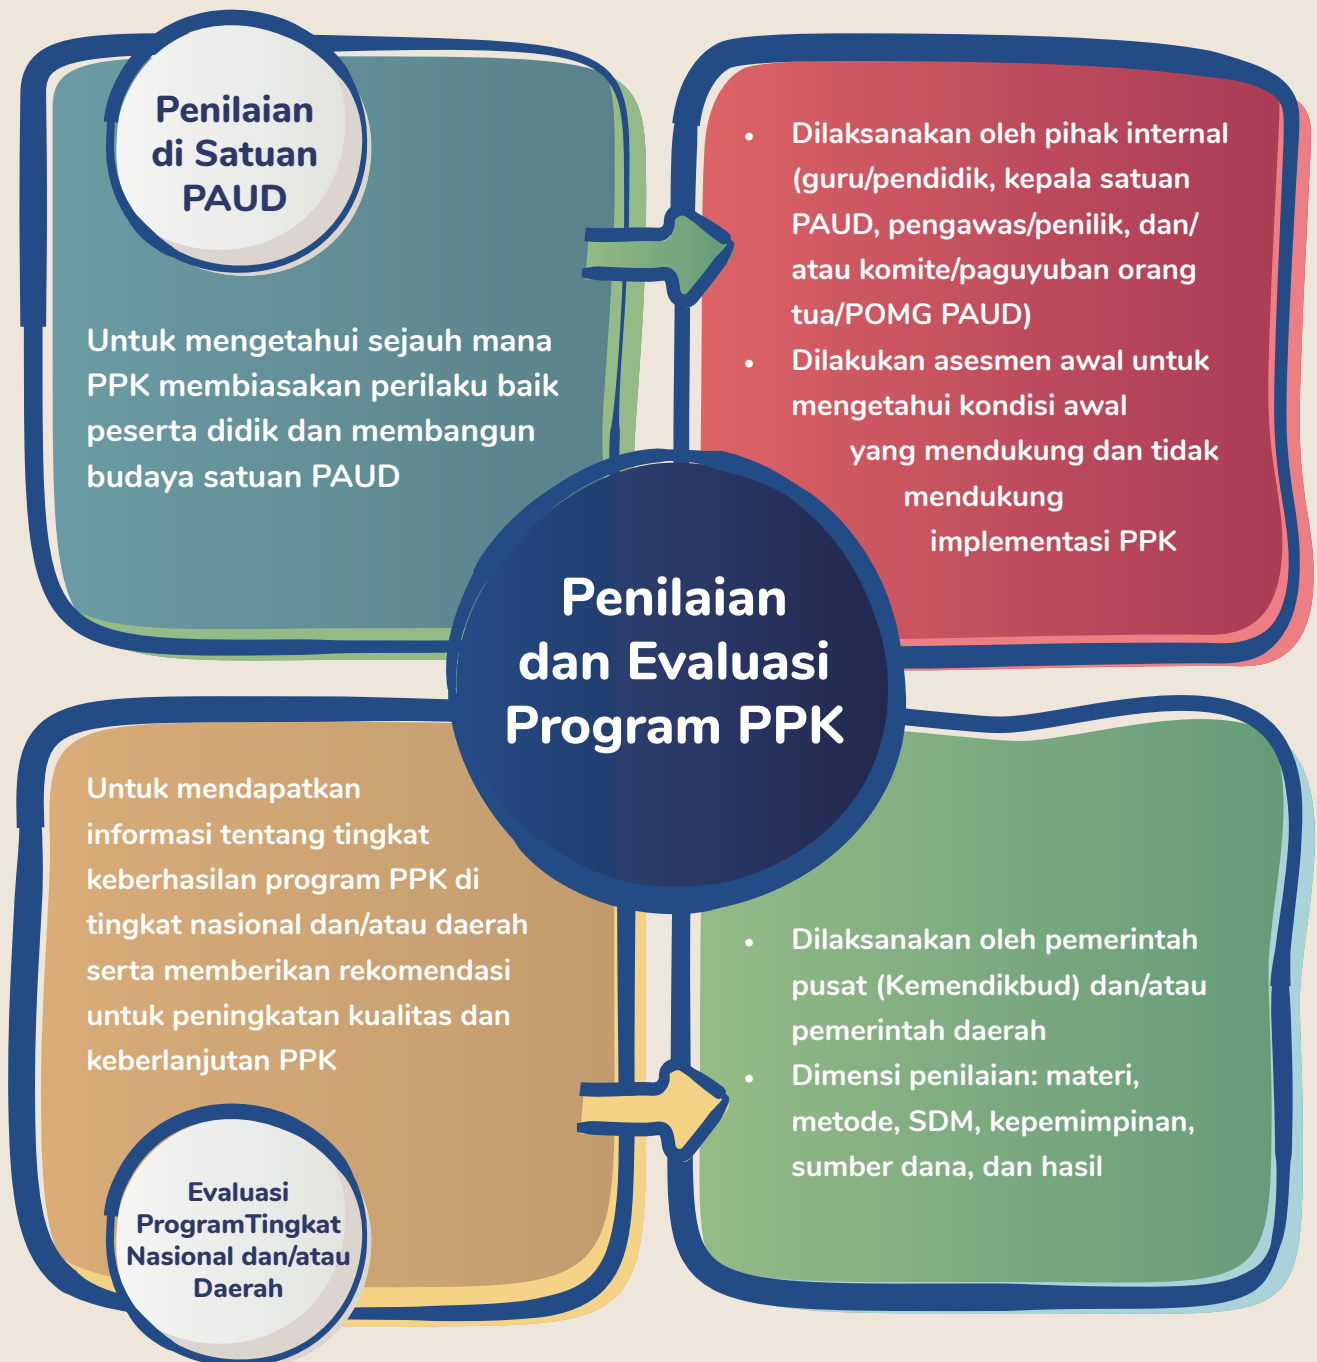 Penilaian
di Satuan
PAUD
Untuk mengetahui sejauh mana
PPK membiasakan perilaku baik
peserta didik dan membangun
budaya satuan PAUD
• Dilaksanakan oleh pihak internal
(guru/pendidik, kepala satuan
PAUD, pengawas/penilik, dan/
atau komite/paguyuban orang
tua/POMG PAUD)
• Dilakukan asesmen awal untuk
mengetahui kondisi awal
yang mendukung dan tidak
mendukung
implementasi PPK
Penilaian
dan Evaluasi
Program PPK
Untuk mendapatkan
informasi tentang tingkat
keberhasilan program PPK di
tingkat nasional dan/atau daerah
serta memberikan rekomendasi
untuk peningkatan kualitas dan
keberlanjutan PPK
Evaluasi
ProgramTingkat
Nasional dan/atau
Daerah
• Dilaksanakan oleh pemerintah
pusat (Kemendikbud) dan/atau
pemerintah daerah
• Dimensi penilaian: materi,
metode, SDM, kepemimpinan,
sumber dana, dan hasil